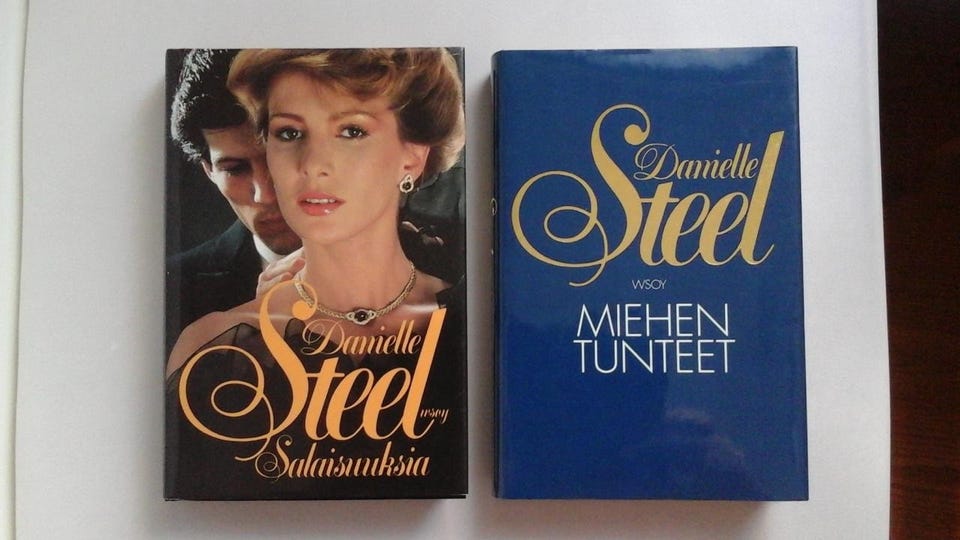 Danielle
Steel
wsoy
Salaisuuksia
Danielle
Steel
WSOY
MIEHEN
TUNTEET